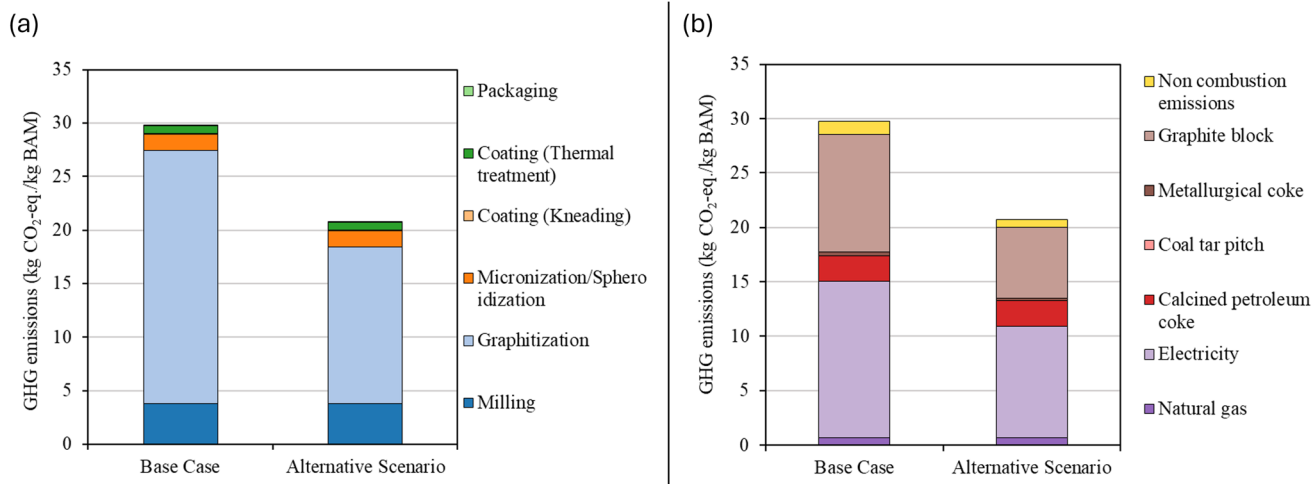 (a)
GHG emissions (kg CO₂-eq./kg BAM)
35
30
25
20
15
10
5
0
Base Case
Alternative Scenario
Packaging
Coating (Thermal
treatment)
Coating (Kneading)
Micronization/Sphero
idization
Graphitization
Milling
(b)
GHG emissions (kg CO₂-eq./kg BAM)
35
30
25
20
15
10
5
0
Base Case
Alternative Scenario
Non combustion
emissions
Graphite block
Metallurgical coke
Coal tar pitch
Calcined petroleum
coke
Electricity
Natural gas